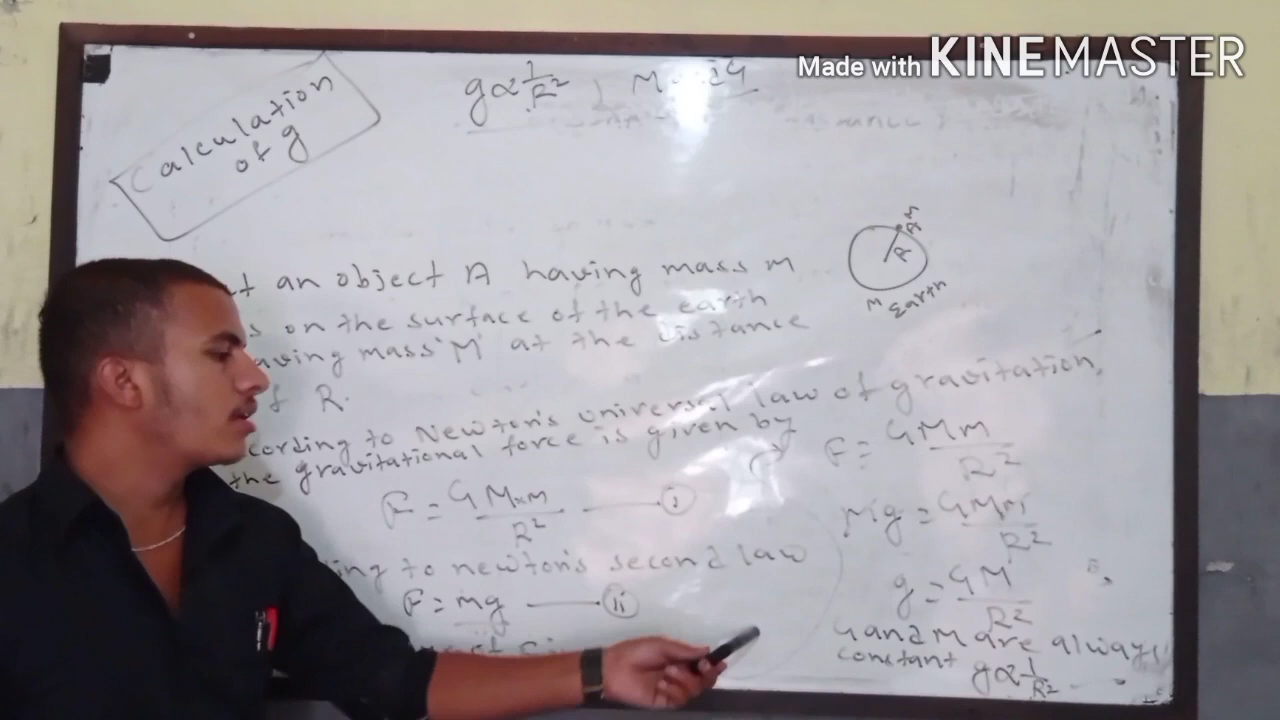 Made with KINEMASTER
g∝1/R²
Calculation
of g
an object A having mass m
on the surface of the earth
having mass 'M' at the distance
of R.
R
M Earth
according to Newton's universal law of gravitation,
the gravitational force is given by
F = GM×m/R² (i)
to newton's second law
F = mg (ii)
F = GMm/R²
mg = GMm/R²
g = GM/R²
G and M are always
constant g∝1/R²